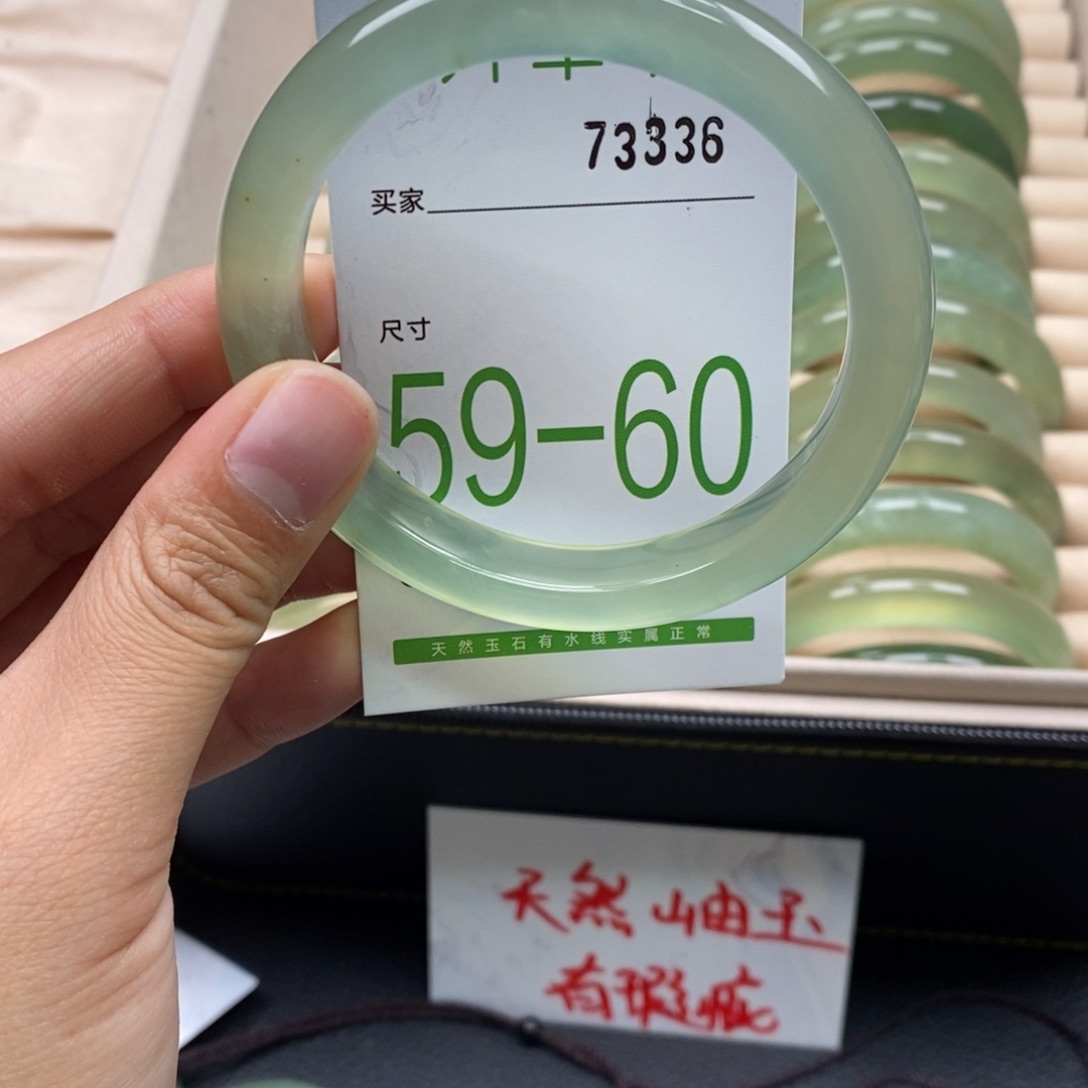 73336
买家
尺寸
59-60
天然玉石有水线实属正常
天然岫玉
有瑕疵